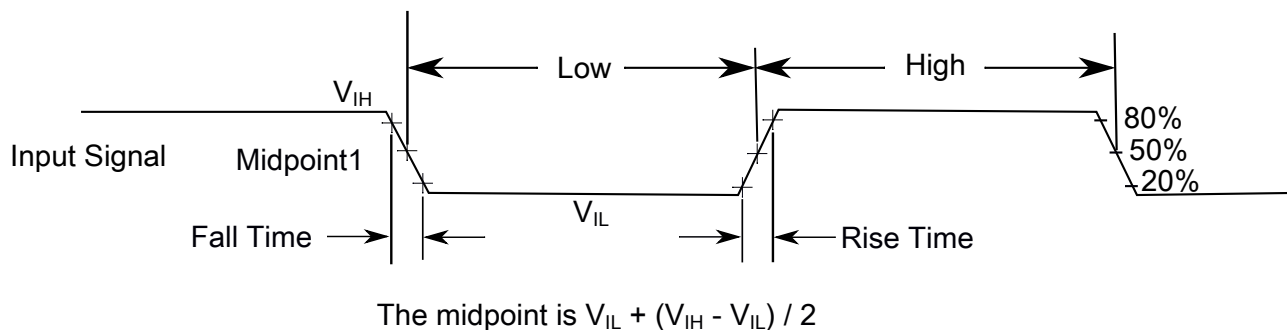 Low
High
V_IH
80%
Input Signal
Midpoint1
50%
20%
V_IL
Fall Time
Rise Time
The midpoint is V_IL + (V_IH - V_IL) / 2